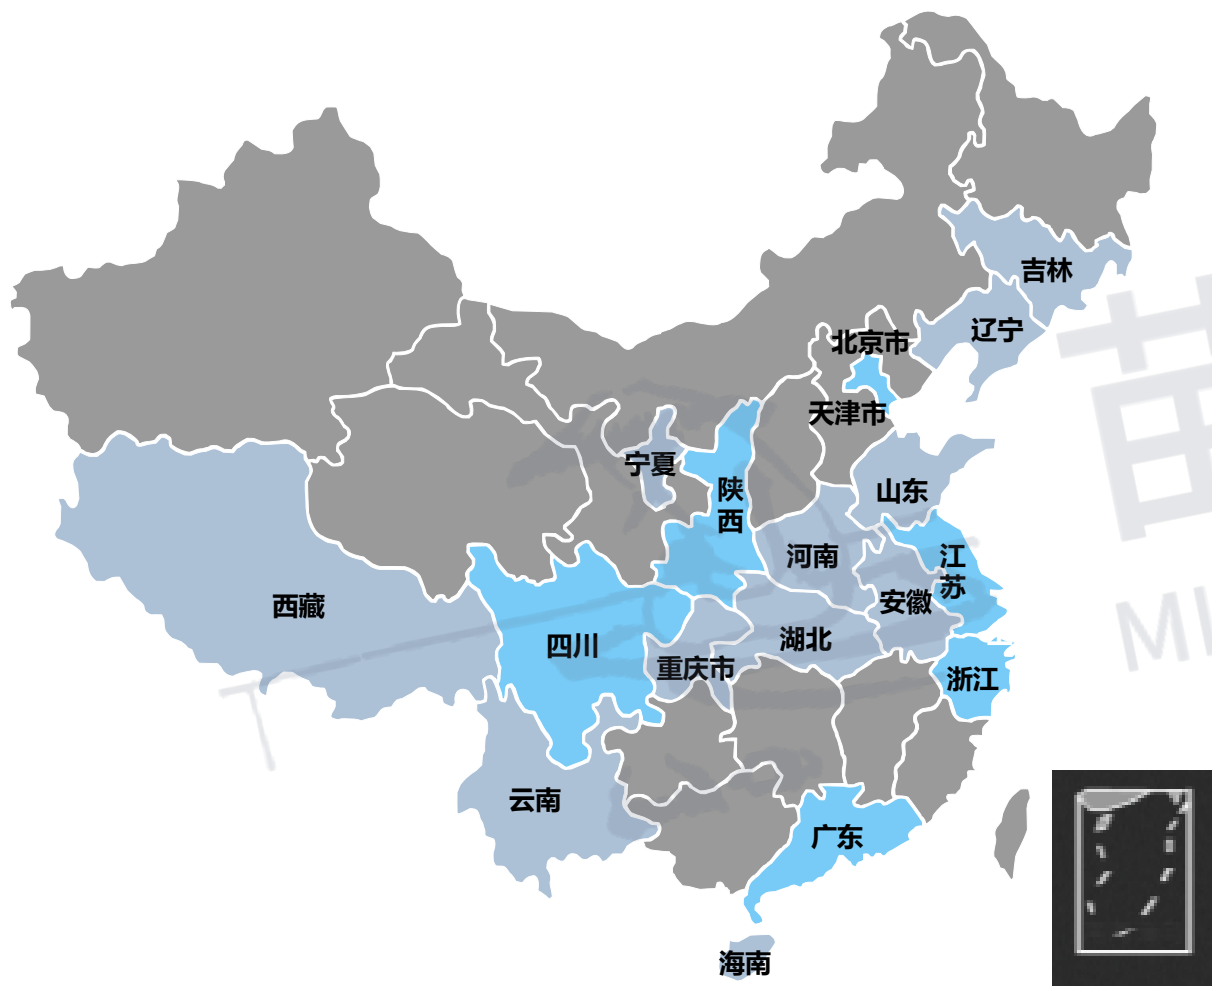 吉林
辽宁
北京市
天津市
宁夏
山东
陕
西
河南
江
苏
安徽
西藏
四川
湖北
重庆市
浙江
云南
广东
海南
苗
MI